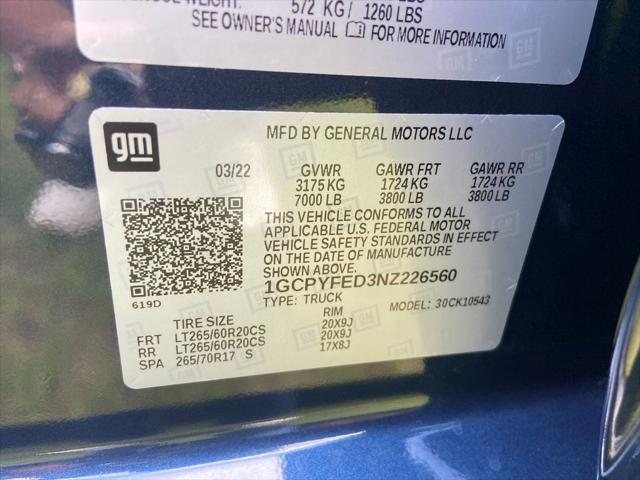 572 KG/ 1260 LBS
SEE OWNER'S MANUAL FOR MORE INFORMATION
gm
MFD BY GENERAL MOTORS LLC
03/22 GVWR GAWR FRT GAWR RR
3175 KG 1724 KG 1724 KG
7000 LB 3800 LB 3800 LB
THIS VEHICLE CONFORMS TO ALL
APPLICABLE U.S. FEDERAL MOTOR
VEHICLE SAFETY STANDARDS IN EFFECT
ON THE DATE OF MANUFACTURE
SHOWN ABOVE.
1GCPYFED3NZ226560
619D
TYPE: TRUCK MODEL: 30CK10543
TIRE SIZE RIM
FRT LT265/60R20CS 20X9J
RR LT265/60R20CS 20X9J
SPA 265/70R17 S 17X8J